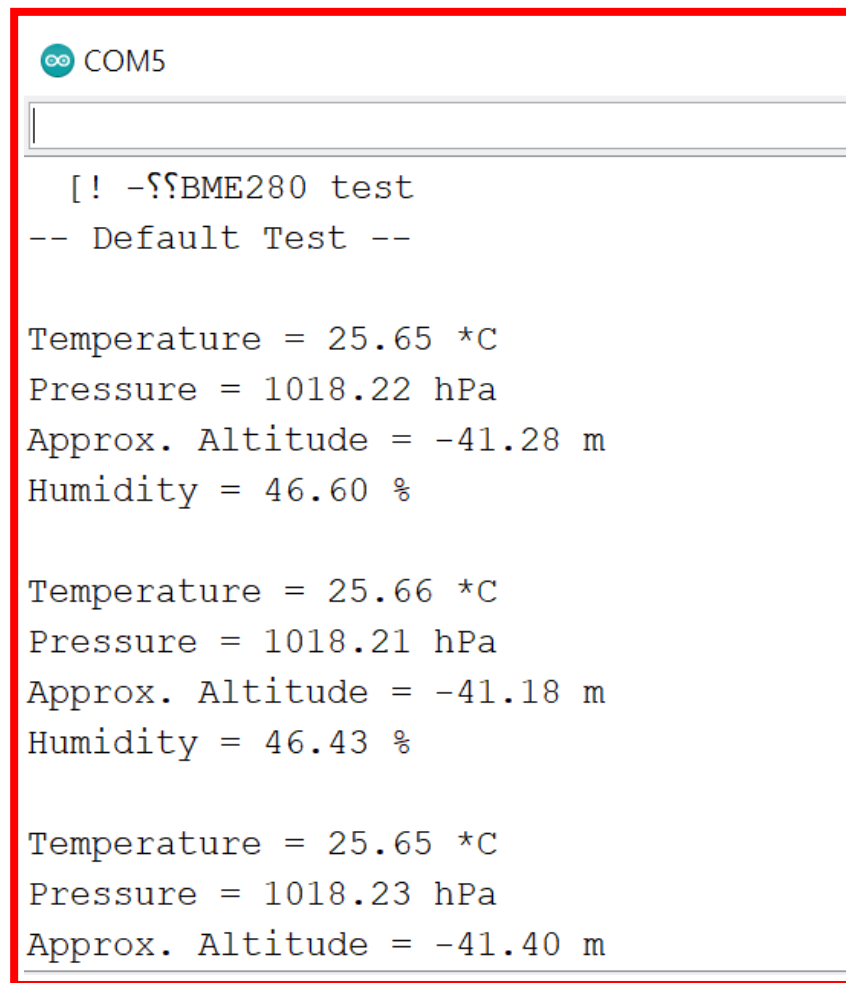 COM5
[! -⸮⸮BME280 test
-- Default Test --
Temperature = 25.65 *C
Pressure = 1018.22 hPa
Approx. Altitude = -41.28 m
Humidity = 46.60 %
Temperature = 25.66 *C
Pressure = 1018.21 hPa
Approx. Altitude = -41.18 m
Humidity = 46.43 %
Temperature = 25.65 *C
Pressure = 1018.23 hPa
Approx. Altitude = -41.40 m